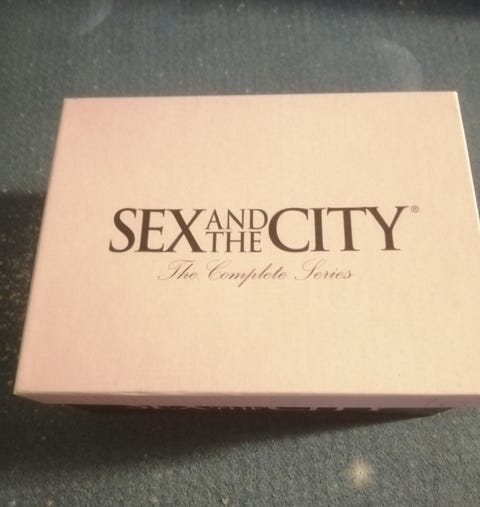 SEX AND THE CITY®
The Complete Series